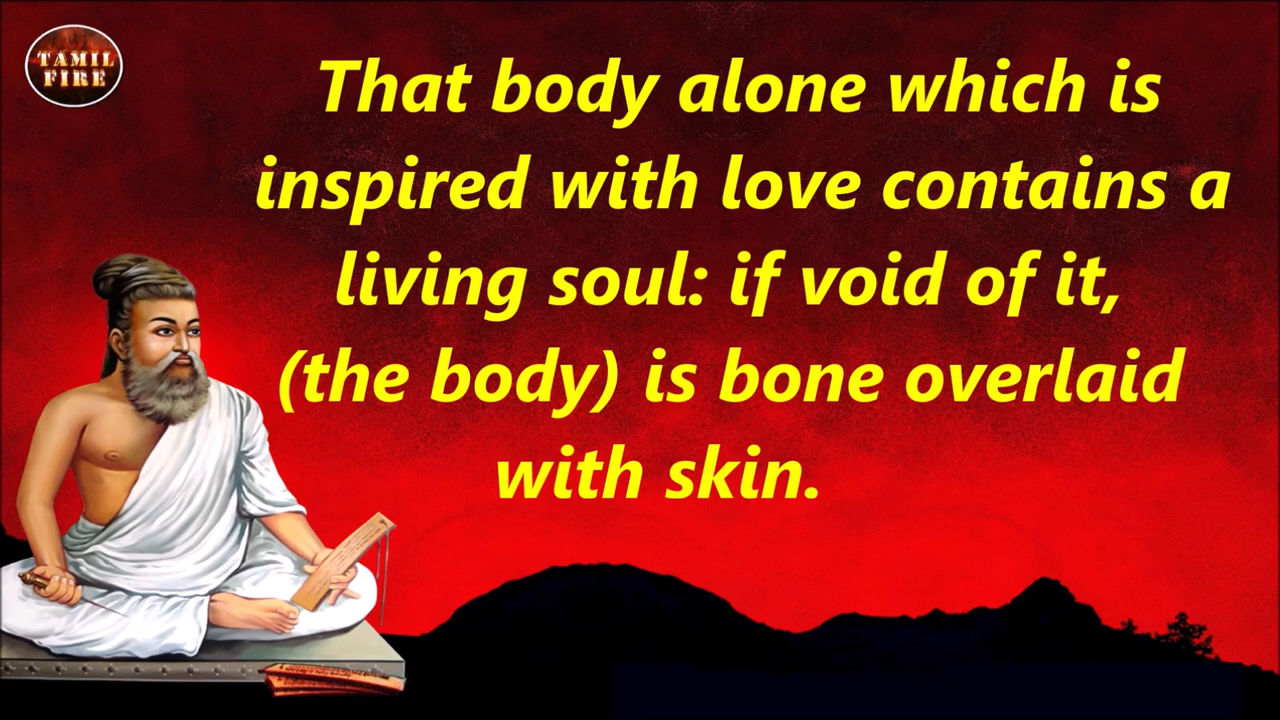 TAMIL
FIRE
That body alone which is
inspired with love contains a
living soul: if void of it,
(the body) is bone overlaid
with skin.